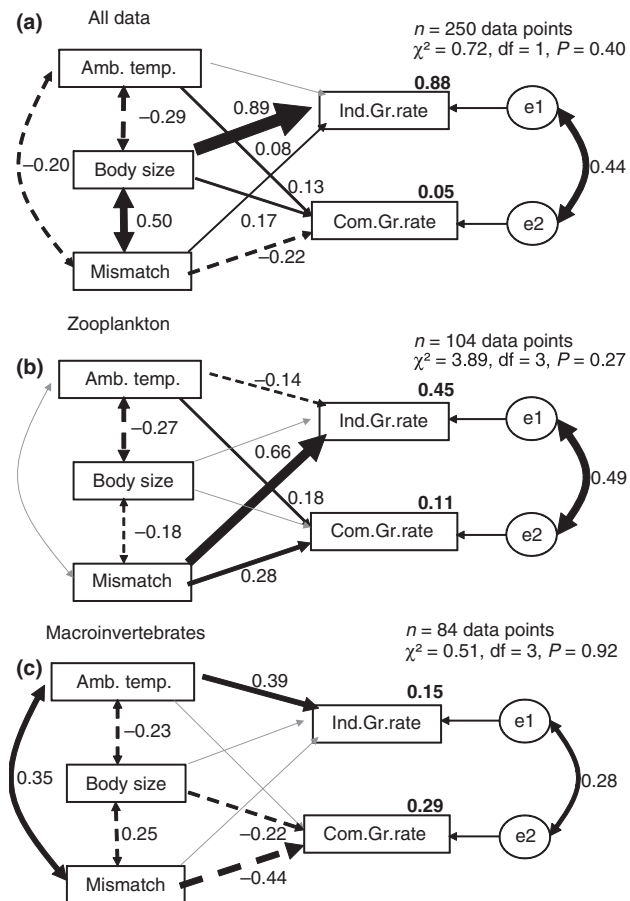 (a) All data
n = 250 data points
χ² = 0.72, df = 1, P = 0.40
Amb. temp.
0.88
Ind.Gr.rate
e1
–0.29
0.89
0.08
–0.20
Body size
0.44
0.13
0.05
0.50
0.17
Com.Gr.rate
e2
–0.22
Mismatch
Zooplankton
n = 104 data points
χ² = 3.89, df = 3, P = 0.27
(b)
Amb. temp.
–0.14
0.45
Ind.Gr.rate
e1
–0.27
0.66
Body size
0.49
0.18
0.11
–0.18
Com.Gr.rate
e2
Mismatch
0.28
Macroinvertebrates
n = 84 data points
χ² = 0.51, df = 3, P = 0.92
(c)
Amb. temp.
0.39
0.15
Ind.Gr.rate
e1
–0.23
0.35
Body size
0.28
0.29
0.25
–0.22
Com.Gr.rate
e2
Mismatch
–0.44